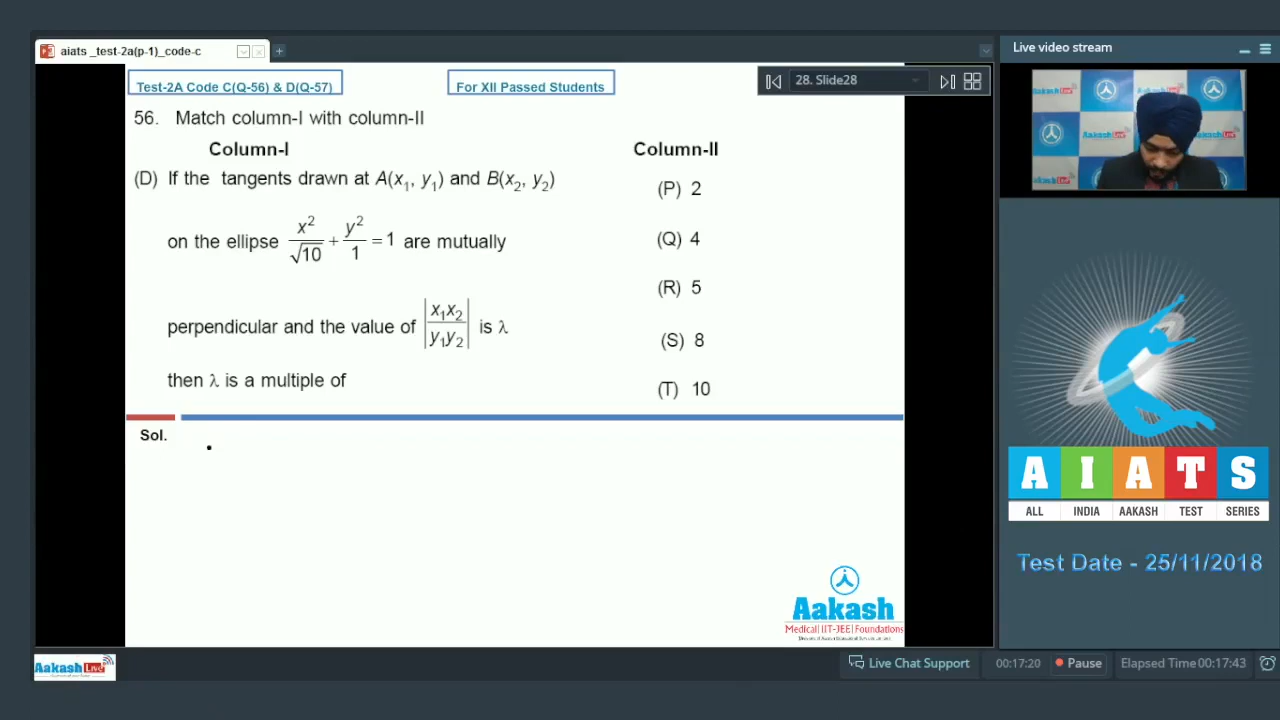 aiats _test-2a(p-1)_code-c
Live video stream
Test-2A Code C(Q-56) & D(Q-57)
For XII Passed Students
28. Slide28
56. Match column-I with column-II
Column-I
Column-II
(D) If the tangents drawn at A(x₁, y₁) and B(x₂, y₂)
on the ellipse x²/√10 + y²/1 = 1 are mutually
perpendicular and the value of |x₁x₂/y₁y₂| is λ
then λ is a multiple of
(P) 2
(Q) 4
(R) 5
(S) 8
(T) 10
Sol.
Aakash
Medical|IIT-JEE|Foundations
AakashLive
A I A T S
ALL INDIA AAKASH TEST SERIES
Test Date - 25/11/2018
Aakash Live
Live Chat Support
00:17:20
Pause
Elapsed Time 00:17:43